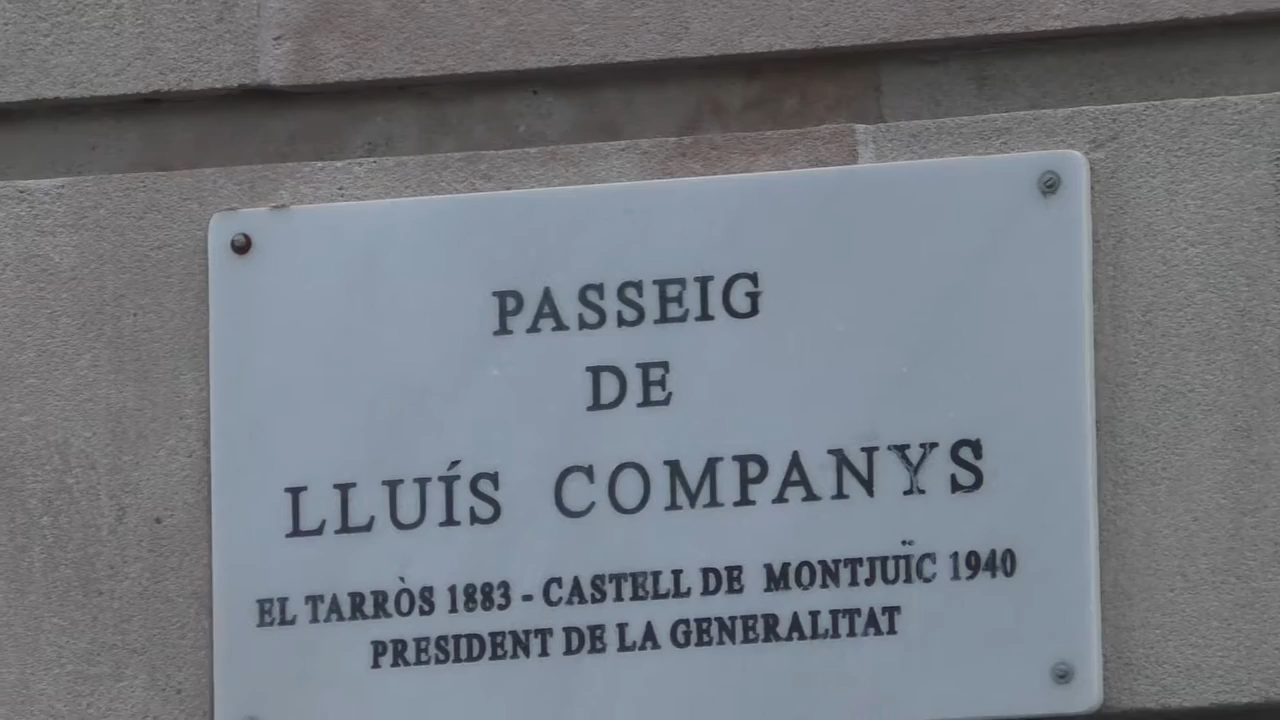 PASSEIG
DE
LLUÍS COMPANYS
EL TARRÒS 1883 - CASTELL DE MONTJUÏC 1940
PRESIDENT DE LA GENERALITAT